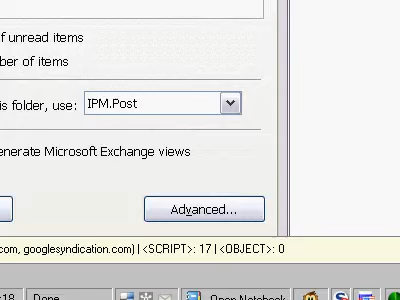 f unread items
ber of items
is folder, use: IPM.Post
enerate Microsoft Exchange views
Advanced...
com, googlesyndication.com) | <SCRIPT>: 17 | <OBJECT>: 0
:18 Done Open Notebook